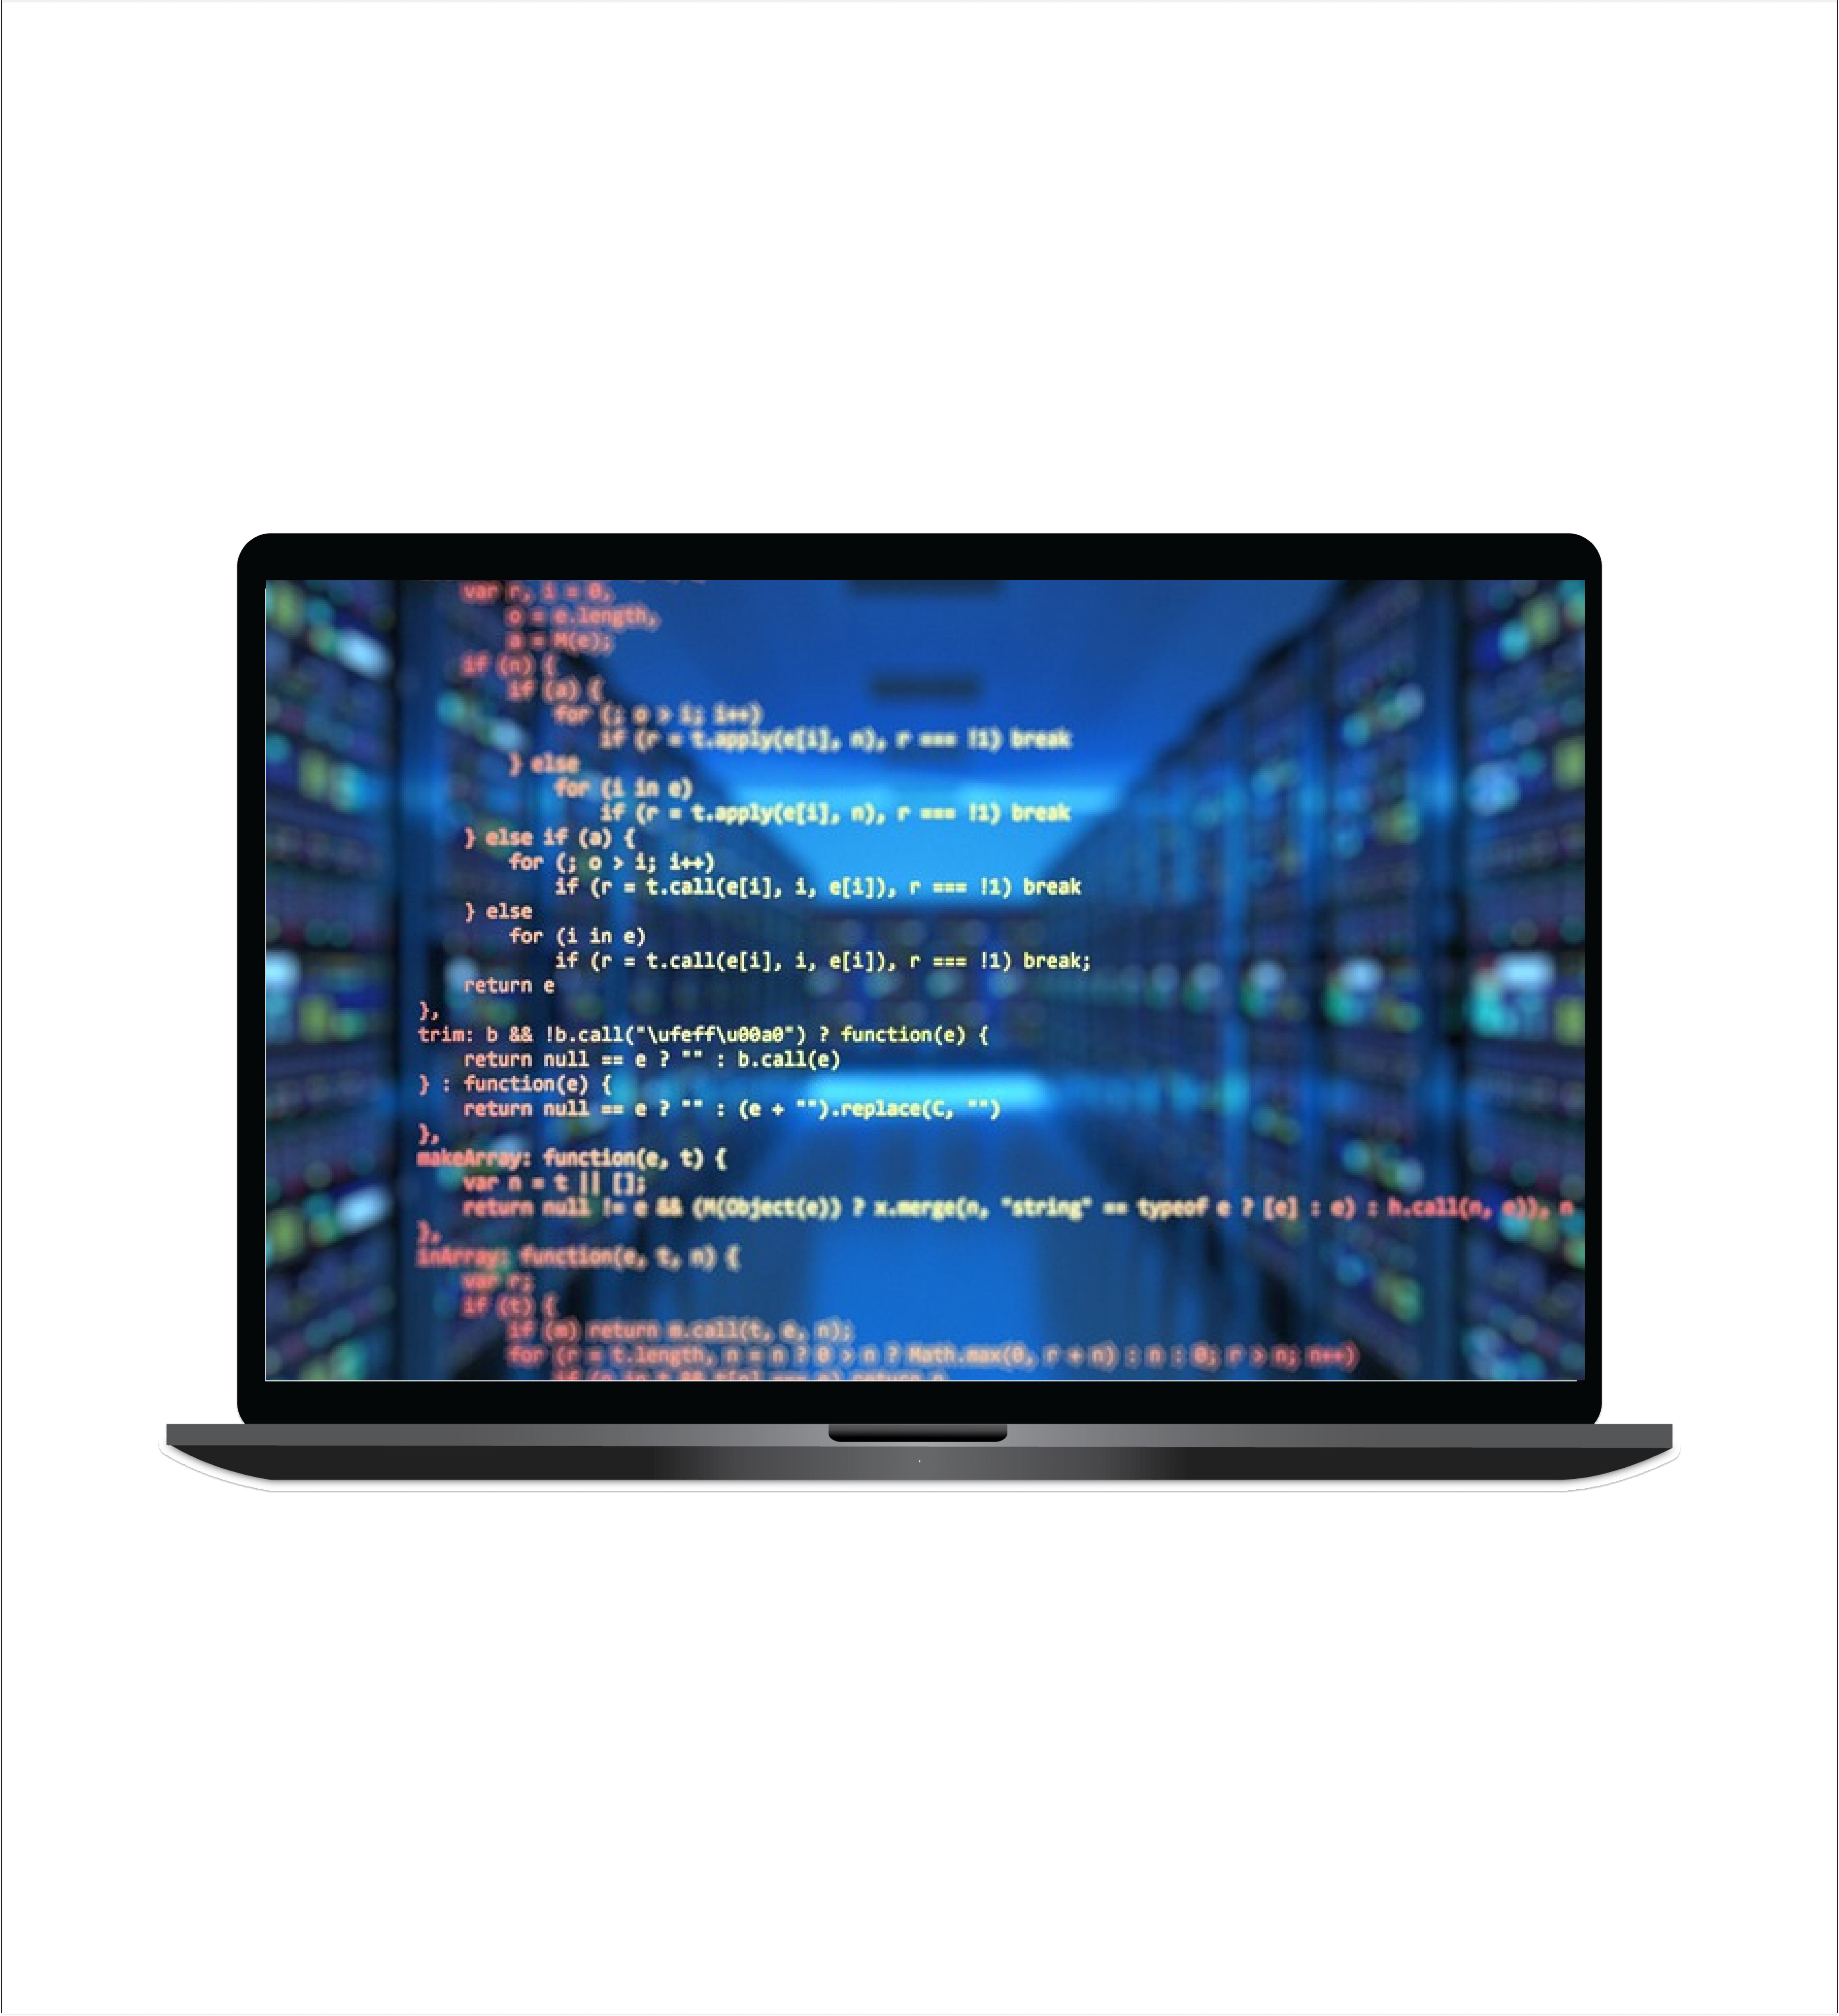 var r, i = 0,
o = e.length,
a = M(e);
if (n) {
if (a) {
for (; o > i; i++)
if (r = t.apply(e[i], n), r === !1) break
} else
for (i in e)
if (r = t.apply(e[i], n), r === !1) break
} else if (a) {
for (; o > i; i++)
if (r = t.call(e[i], i, e[i]), r === !1) break
} else
for (i in e)
if (r = t.call(e[i], i, e[i]), r === !1) break;
return e
},
trim: b && !b.call("\ufeff\u00a0") ? function(e) {
return null == e ? "" : b.call(e)
} : function(e) {
return null == e ? "" : (e + "").replace(C, "")
},
makeArray: function(e, t) {
var n = t || [];
return null != e && (M(Object(e)) ? x.merge(n, "string" == typeof e ? [e] : e) : h.call(n, e)), n
},
inArray: function(e, t, n) {
var r;
if (t) {
if (m) return m.call(t, e, n);
for (r = t.length, n = n ? 0 > n ? Math.max(0, r + n) : n : 0; r > n; n++)
if (n in t && t[n] === e) return n